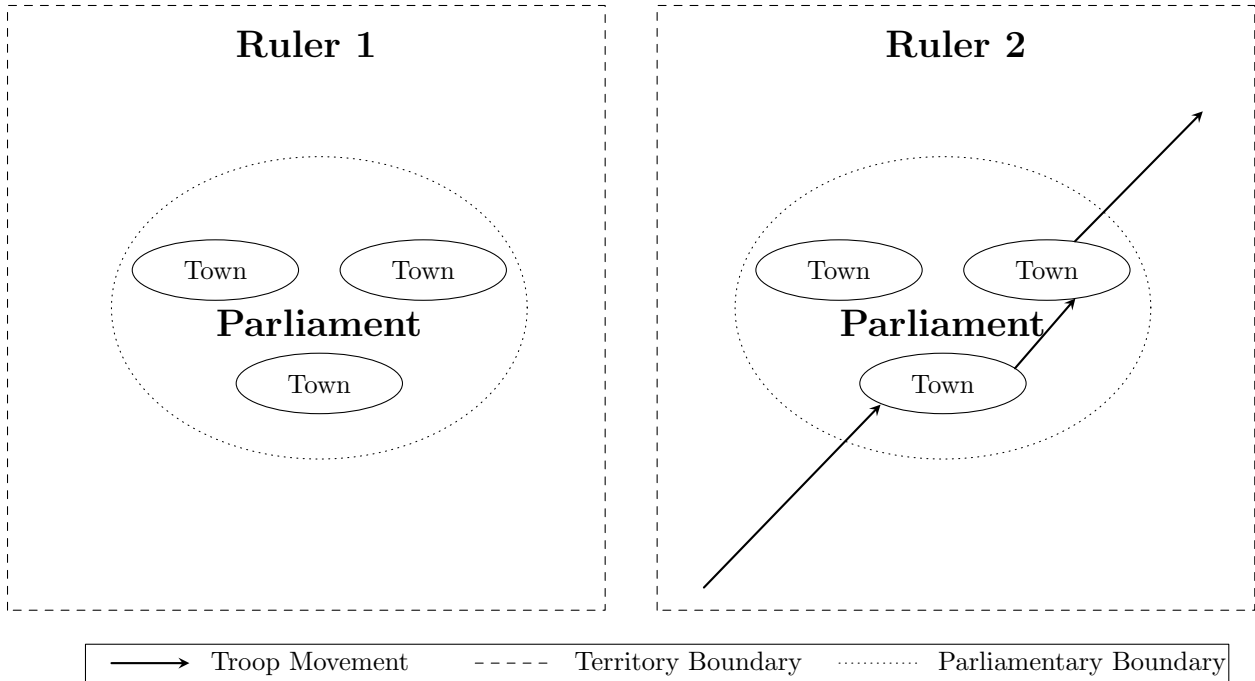 Ruler 1
Town
Town
Parliament
Town
Ruler 2
Town
Town
Parliament
Town
Troop Movement
Territory Boundary
Parliamentary Boundary